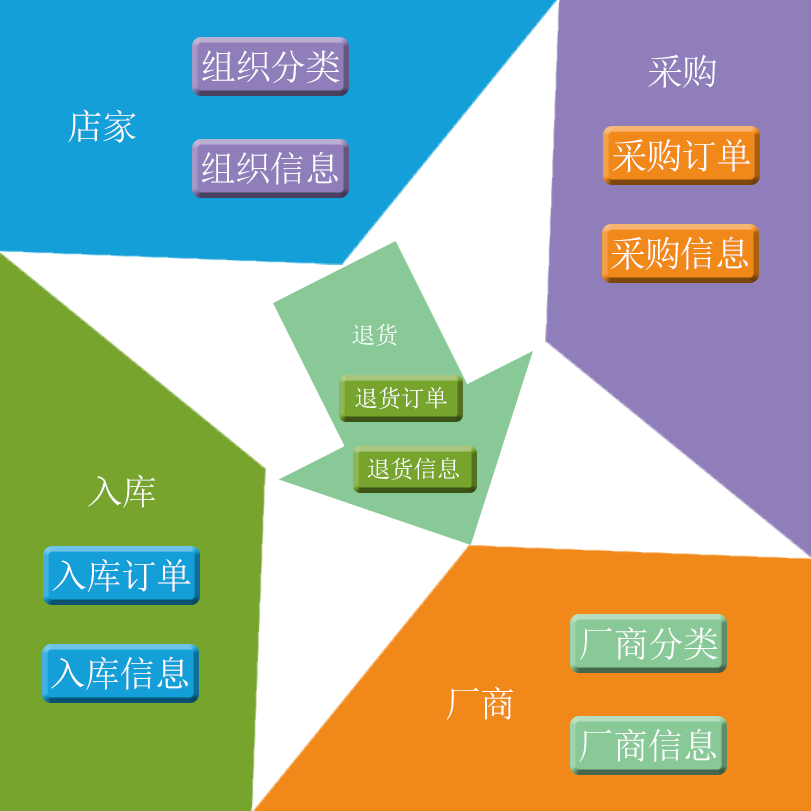 店家
组织分类
组织信息
采购
采购订单
采购信息
退货
退货订单
退货信息
入库
入库订单
入库信息
厂商
厂商分类
厂商信息